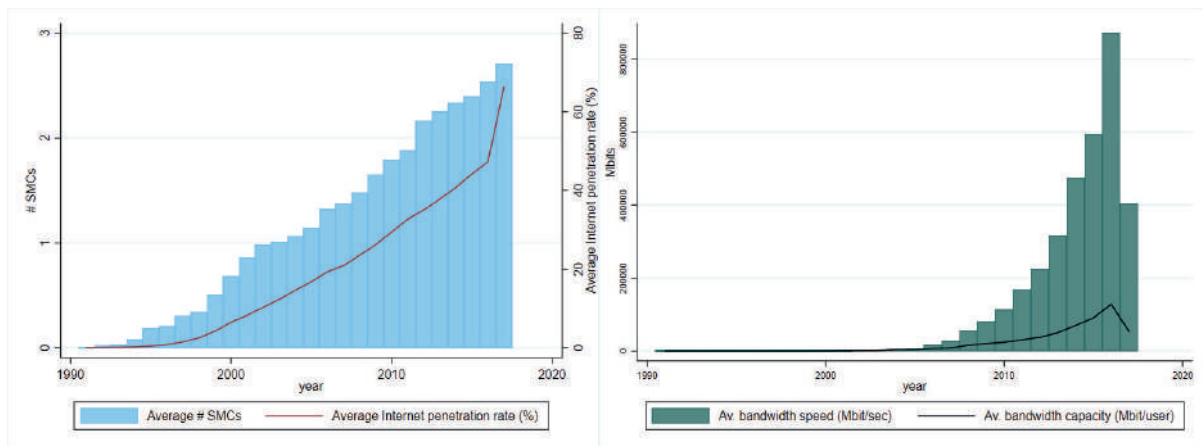 3
2
1
0
# SMCs
80
60
40
20
0
Average Internet penetration rate (%)
1990
2000
2010
2020
year
Average # SMCs
Average Internet penetration rate (%)
800000
600000
400000
200000
0
Mbits
1990
2000
2010
2020
year
Av. bandwidth speed (Mbit/sec)
Av. bandwidth capacity (Mbit/user)